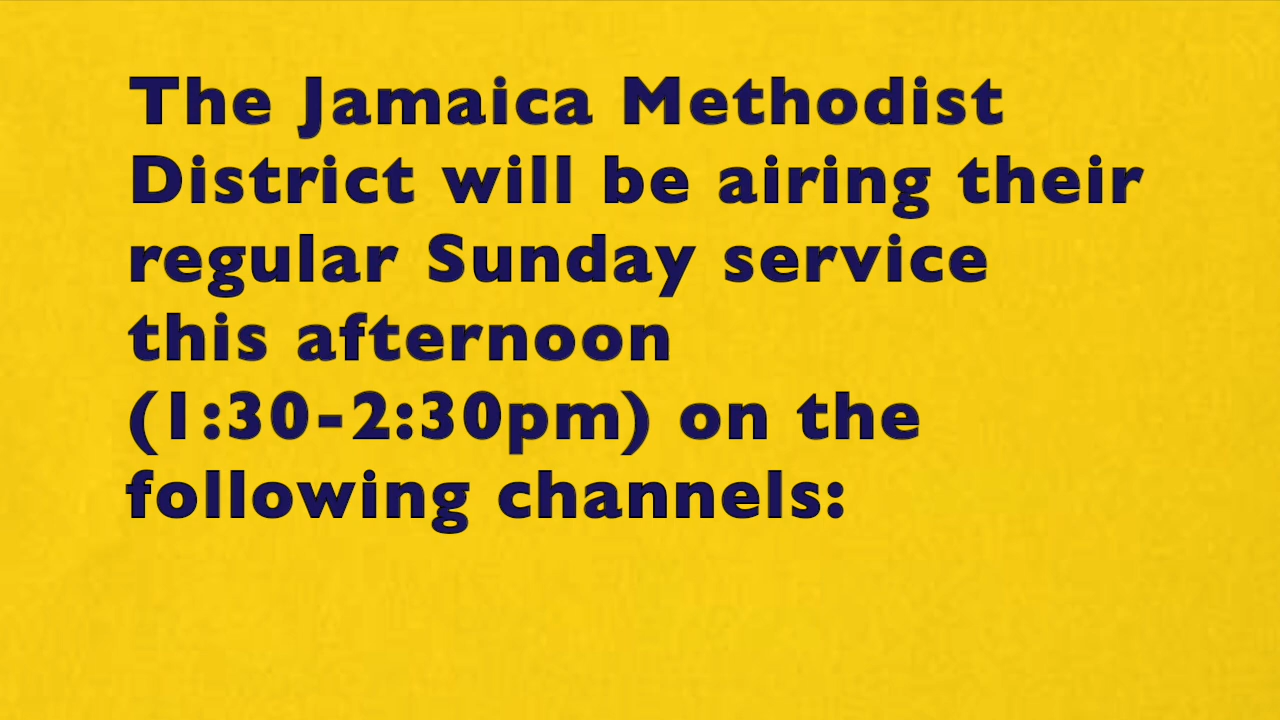 The Jamaica Methodist
District will be airing their
regular Sunday service
this afternoon
(1:30-2:30pm) on the
following channels: